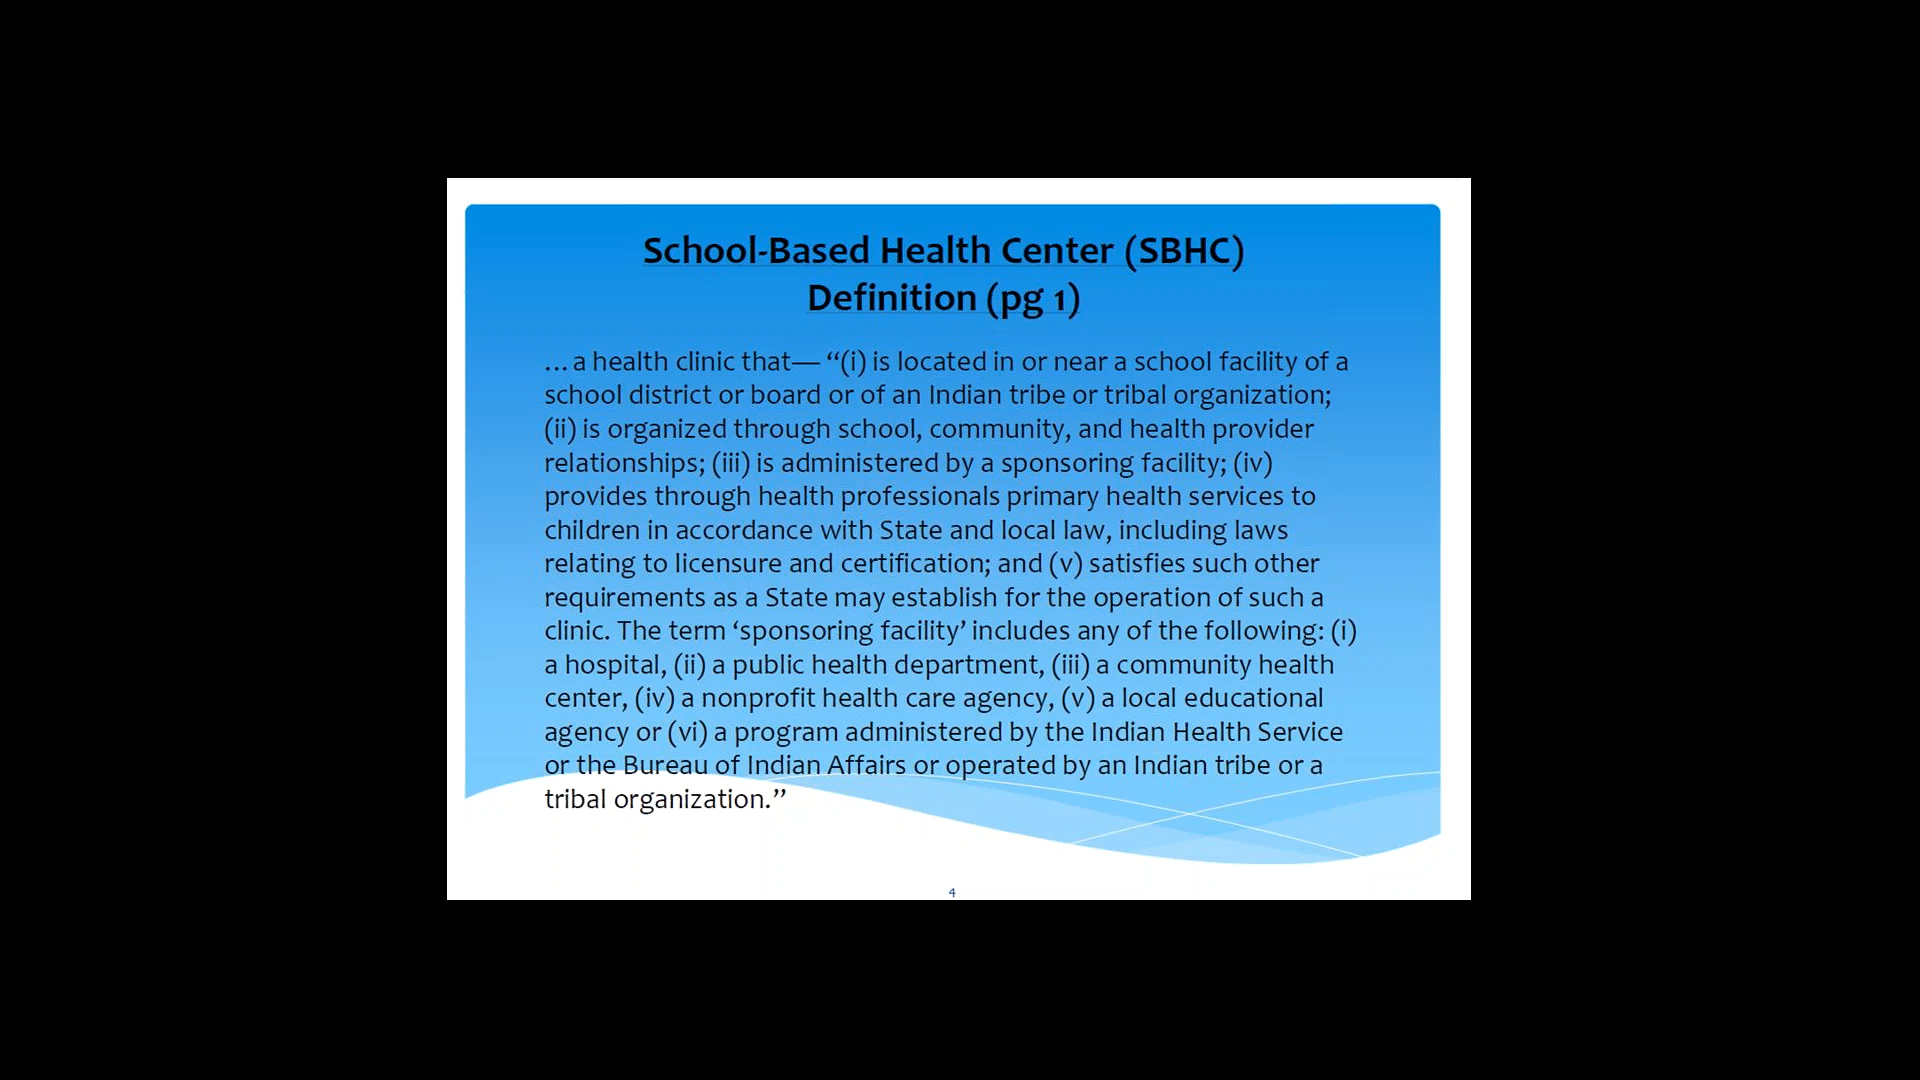 School-Based Health Center (SBHC)
Definition (pg 1)
…a health clinic that— “(i) is located in or near a school facility of a
school district or board or of an Indian tribe or tribal organization;
(ii) is organized through school, community, and health provider
relationships; (iii) is administered by a sponsoring facility; (iv)
provides through health professionals primary health services to
children in accordance with State and local law, including laws
relating to licensure and certification; and (v) satisfies such other
requirements as a State may establish for the operation of such a
clinic. The term ‘sponsoring facility’ includes any of the following: (i)
a hospital, (ii) a public health department, (iii) a community health
center, (iv) a nonprofit health care agency, (v) a local educational
agency or (vi) a program administered by the Indian Health Service
or the Bureau of Indian Affairs or operated by an Indian tribe or a
tribal organization.”
4